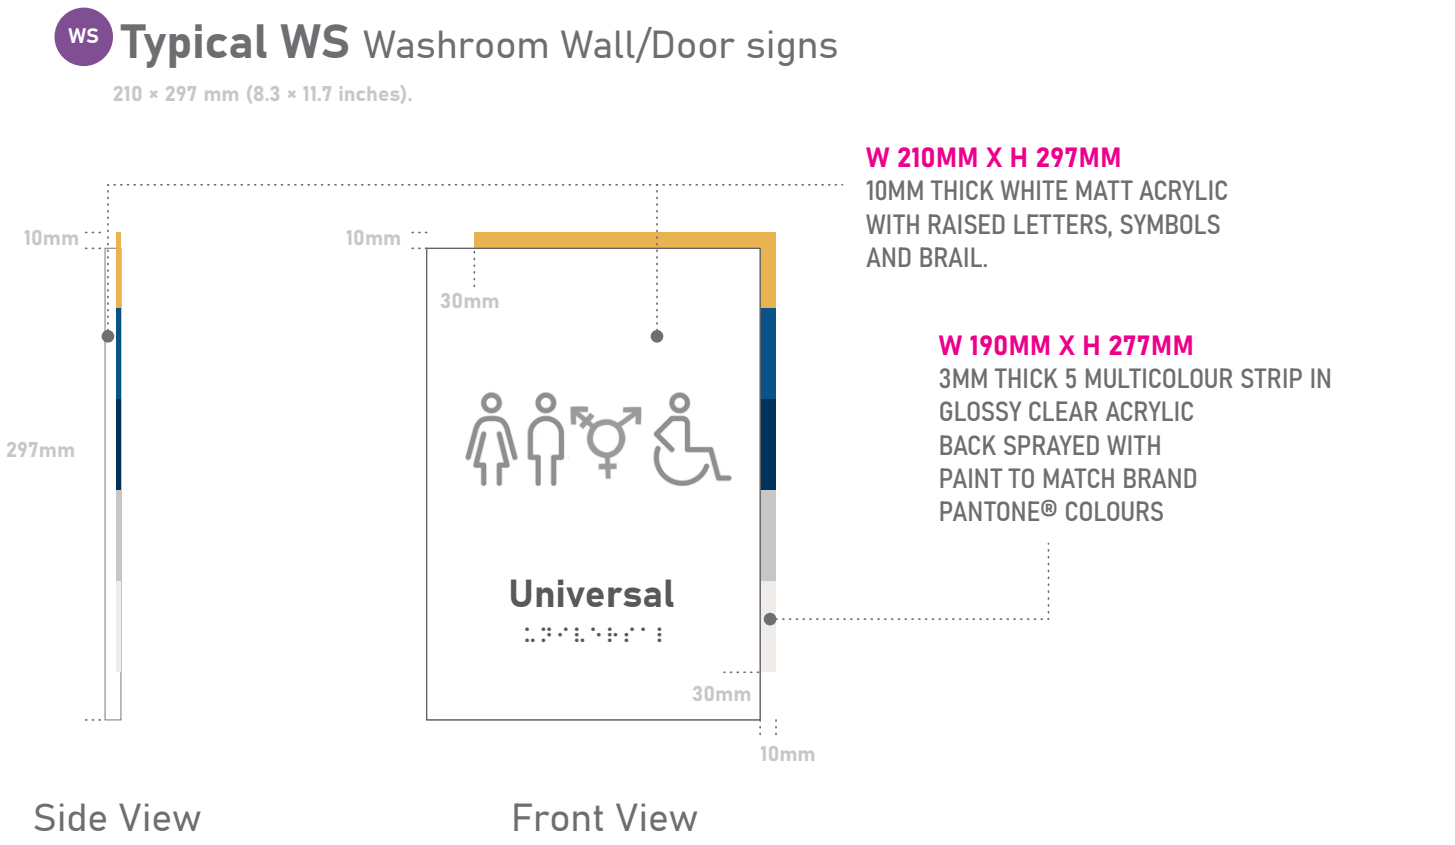 WS Typical WS Washroom Wall/Door signs
210 × 297 mm (8.3 × 11.7 inches).
W 210MM X H 297MM
10MM THICK WHITE MATT ACRYLIC
WITH RAISED LETTERS, SYMBOLS
AND BRAIL.
10mm
10mm
30mm
W 190MM X H 277MM
3MM THICK 5 MULTICOLOUR STRIP IN
GLOSSY CLEAR ACRYLIC
BACK SPRAYED WITH
PAINT TO MATCH BRAND
PANTONE® COLOURS
297mm
Universal
⠥⠝⠊⠧⠑⠗⠎⠁⠇
30mm
10mm
Side View
Front View